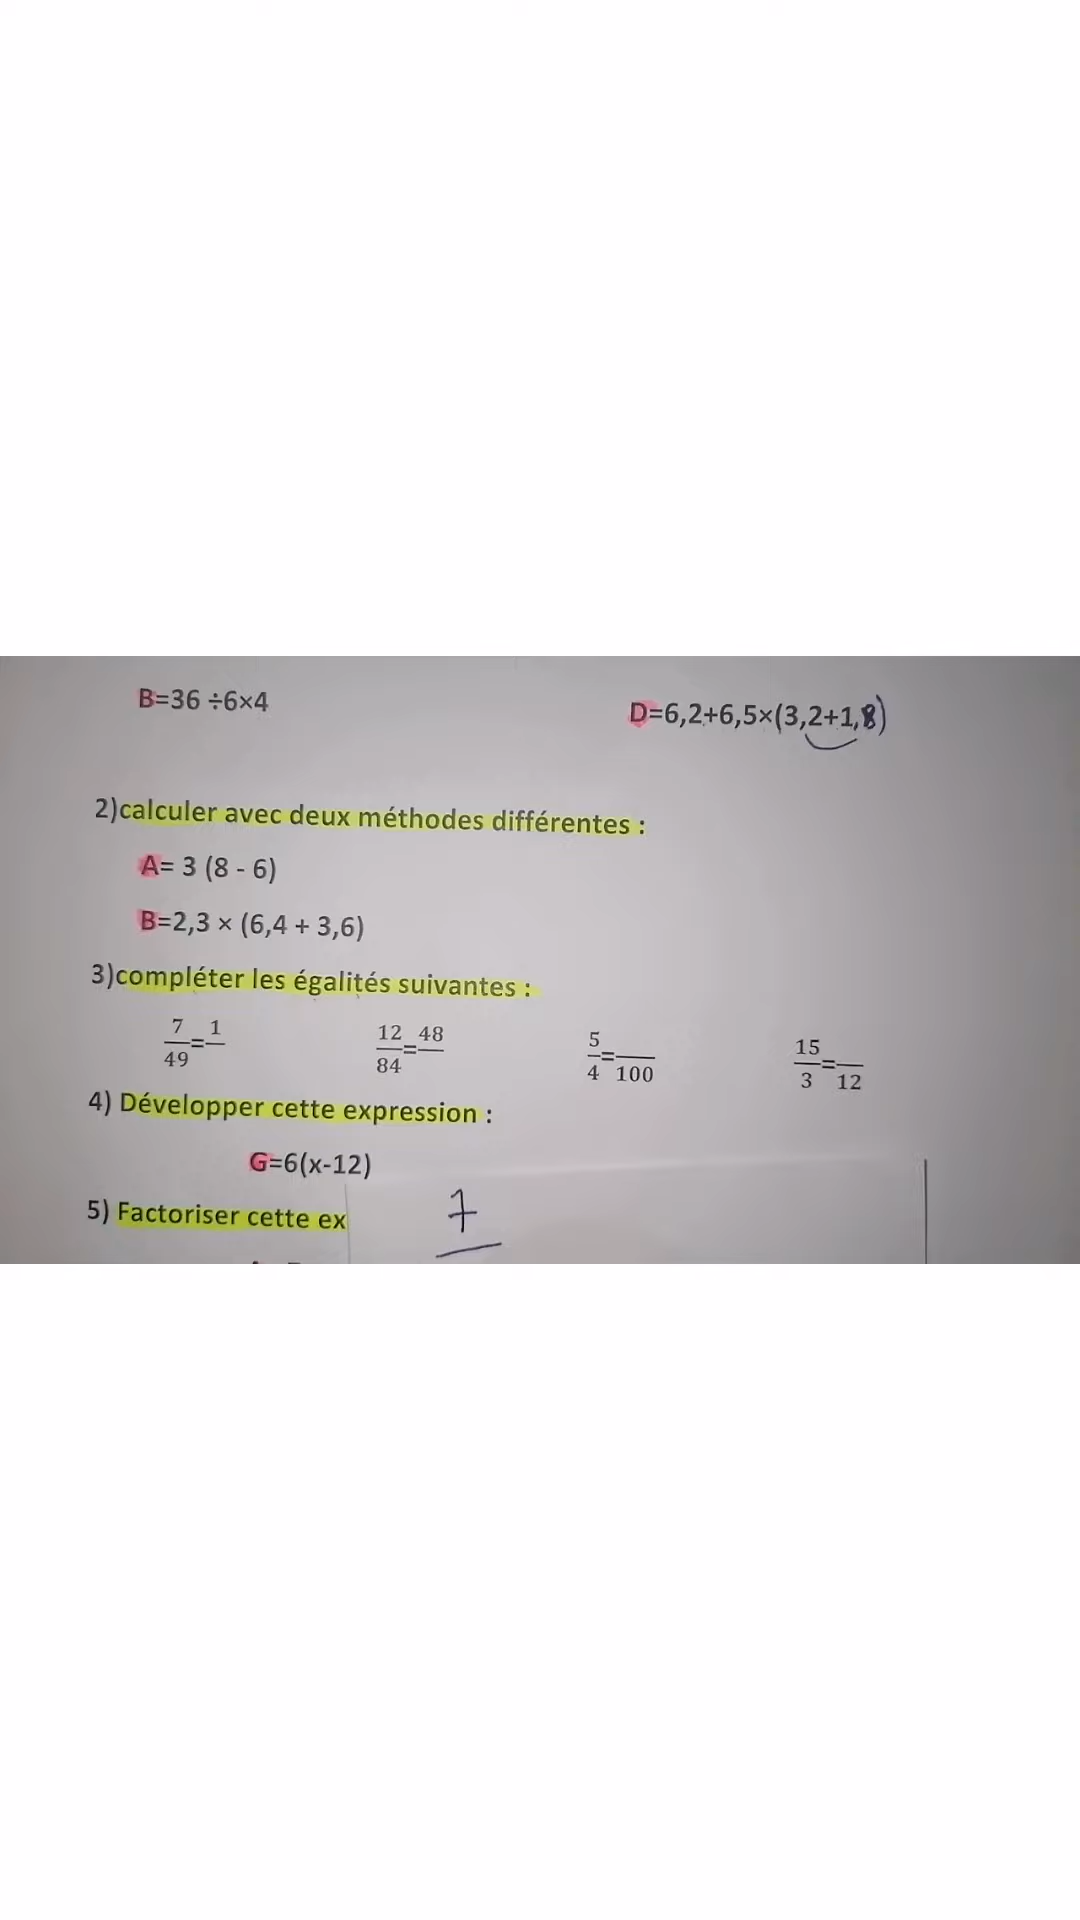 B=36 ÷6×4
D=6,2+6,5×(3,2+1,8)
2)calculer avec deux méthodes différentes :
A= 3 (8 - 6)
B=2,3 × (6,4 + 3,6)
3)compléter les égalités suivantes :
7/49=1/ 12/84=48/ 5/4= /100 15/3= /12
4) Développer cette expression :
G=6(x-12)
5) Factoriser cette ex
7